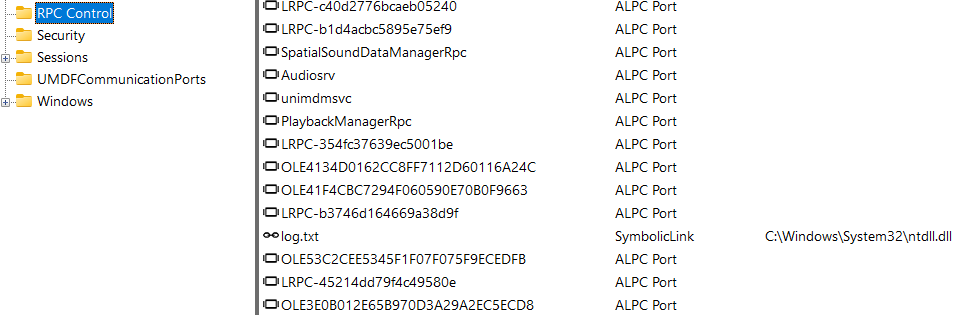 RPC Control
Security
Sessions
UMDFCommunicationPorts
Windows
LRPC-c40d2776bcaeb05240 ALPC Port
LRPC-b1d4acbc5895e75ef9 ALPC Port
SpatialSoundDataManagerRpc ALPC Port
Audiosrv ALPC Port
unimdmsvc ALPC Port
PlaybackManagerRpc ALPC Port
LRPC-354fc37639ec5001be ALPC Port
OLE4134D0162CC8FF7112D60116A24C ALPC Port
OLE41F4CBC7294F060590E70B0F9663 ALPC Port
LRPC-b3746d164669a38d9f ALPC Port
log.txt SymbolicLink C:\Windows\System32\ntdll.dll
OLE53C2CEE5345F1F07F075F9ECEDFB ALPC Port
LRPC-45214dd79f4c49580e ALPC Port
OLE3E0B012E65B970D3A29A2EC5ECD8 ALPC Port